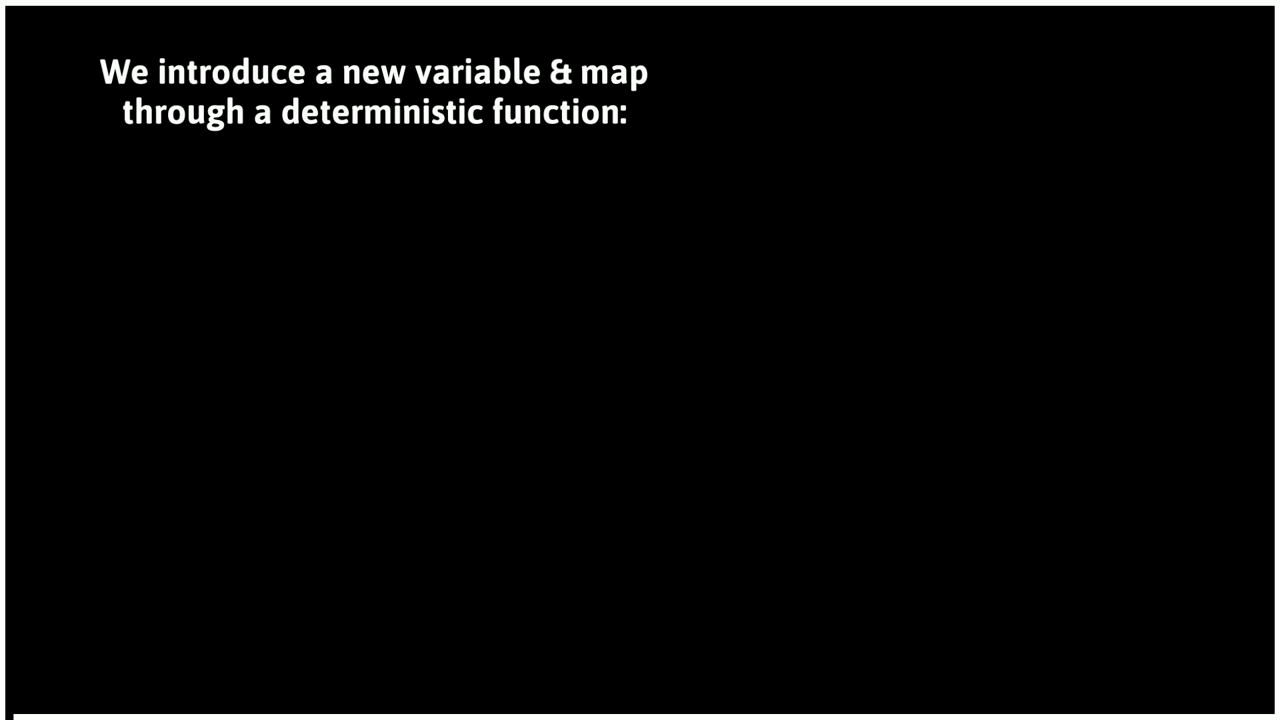 We introduce a new variable & map
through a deterministic function: